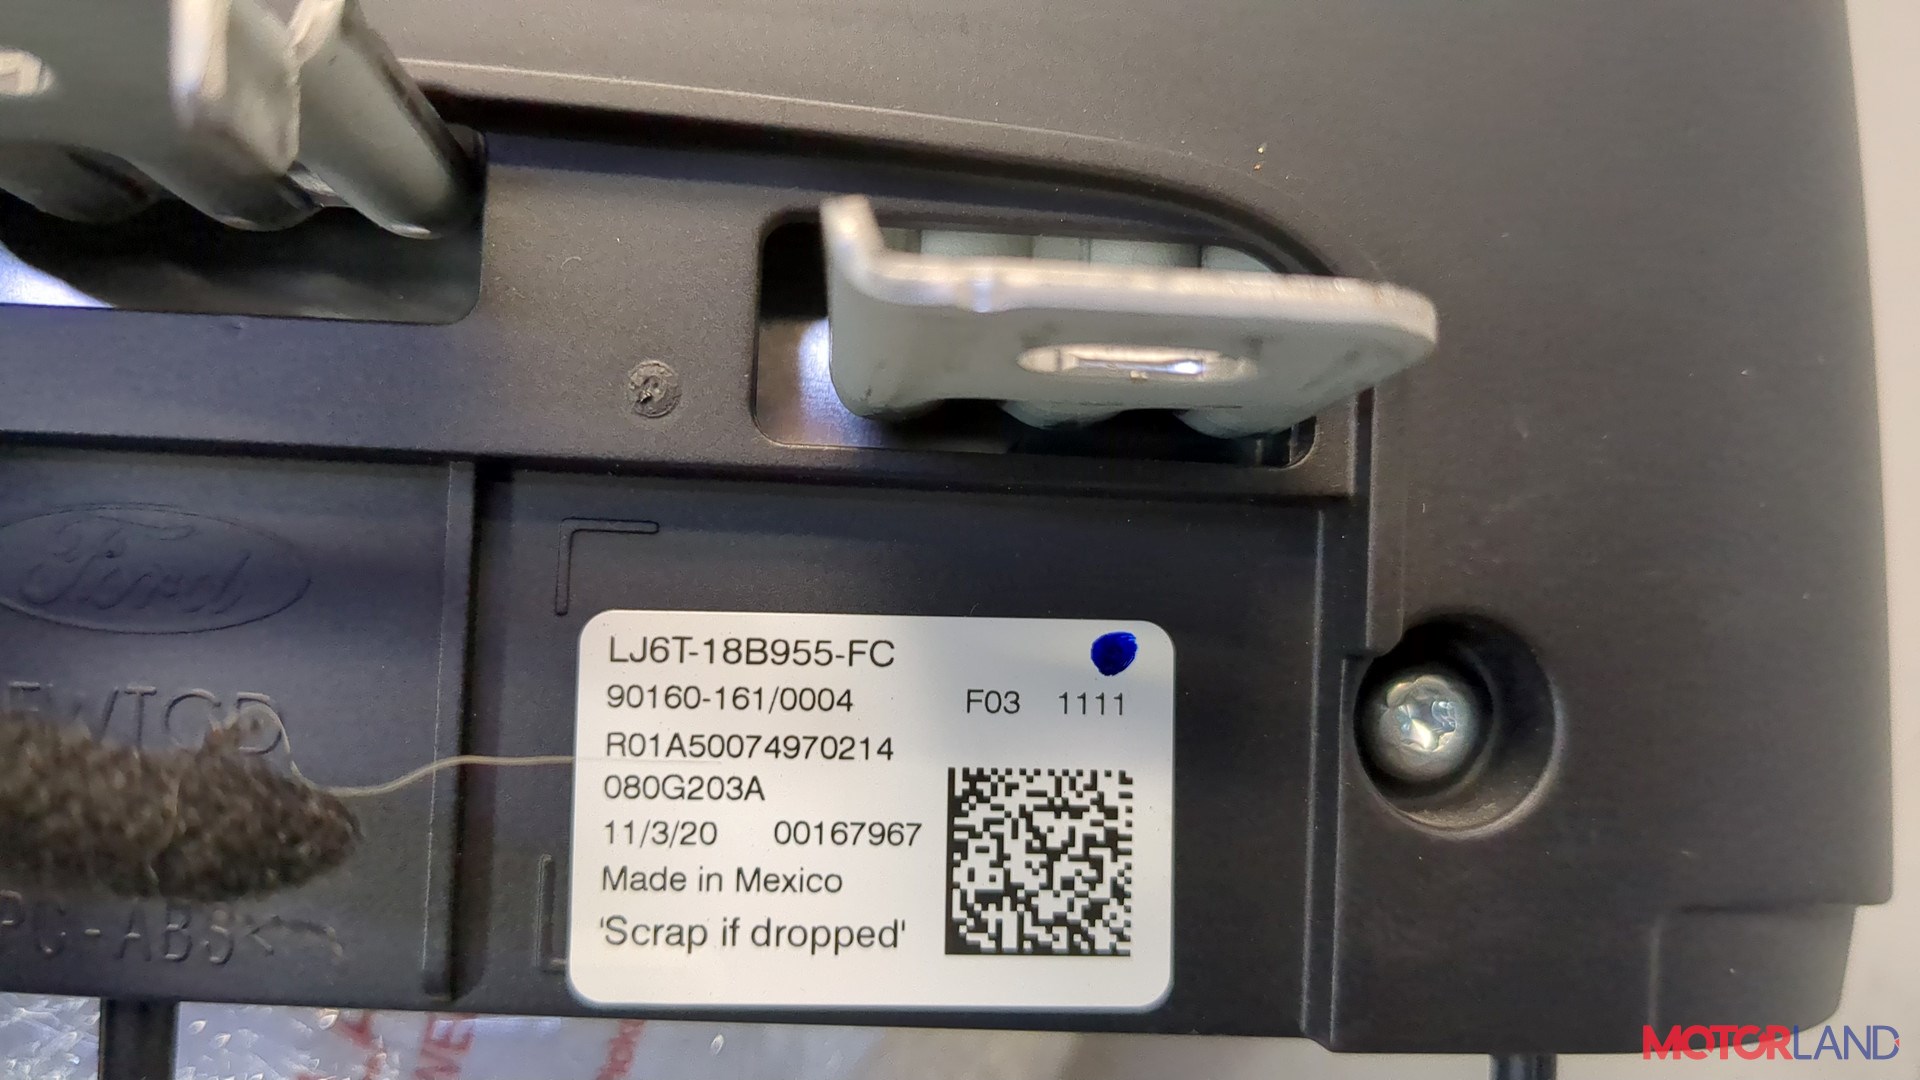 Ford
LJ6T-18B955-FC
90160-161/0004 F03 1111
R01A50074970214
080G203A
11/3/20 00167967
Made in Mexico
'Scrap if dropped'
MOTORLAND